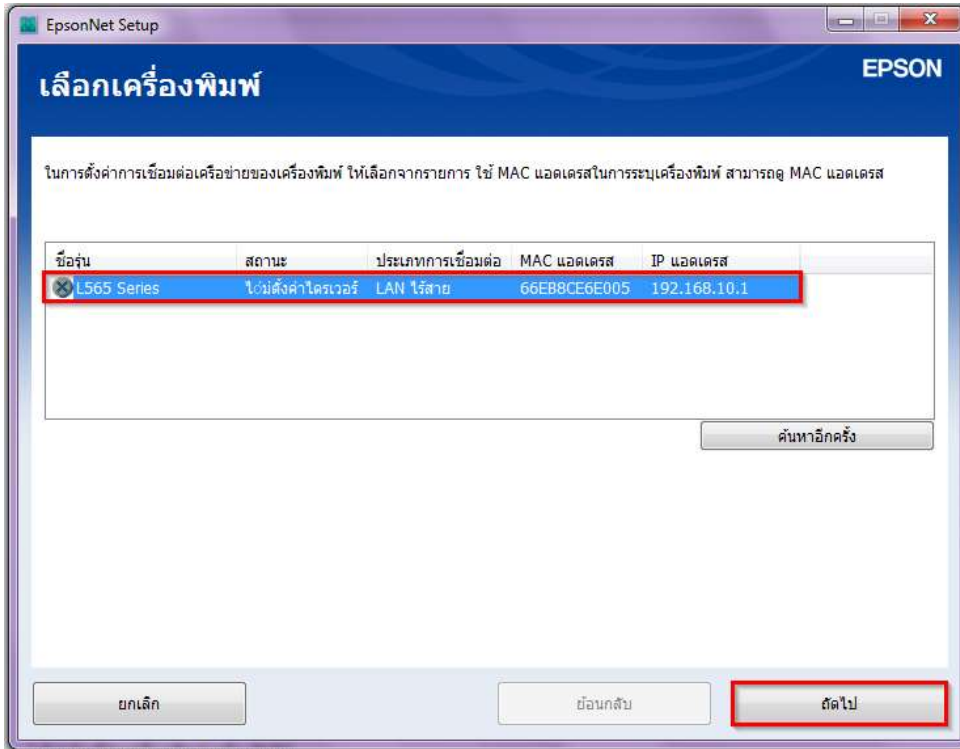 EpsonNet Setup
เลือกเครื่องพิมพ์
EPSON
ในการตั้งค่าการเชื่อมต่อเครือข่ายของเครื่องพิมพ์ ให้เลือกจากรายการ ใช้ MAC แอดเดรสในการระบุเครื่องพิมพ์ สามารถดู MAC แอดเดรส
ชื่อรุ่น สถานะ ประเภทการเชื่อมต่อ MAC แอดเดรส IP แอดเดรส
L565 Series ไม่มีตั้งค่าไดรเวอร์ LAN ไร้สาย 66EB8CE6E005 192.168.10.1
ค้นหาอีกครั้ง
ยกเลิก ย้อนกลับ ถัดไป